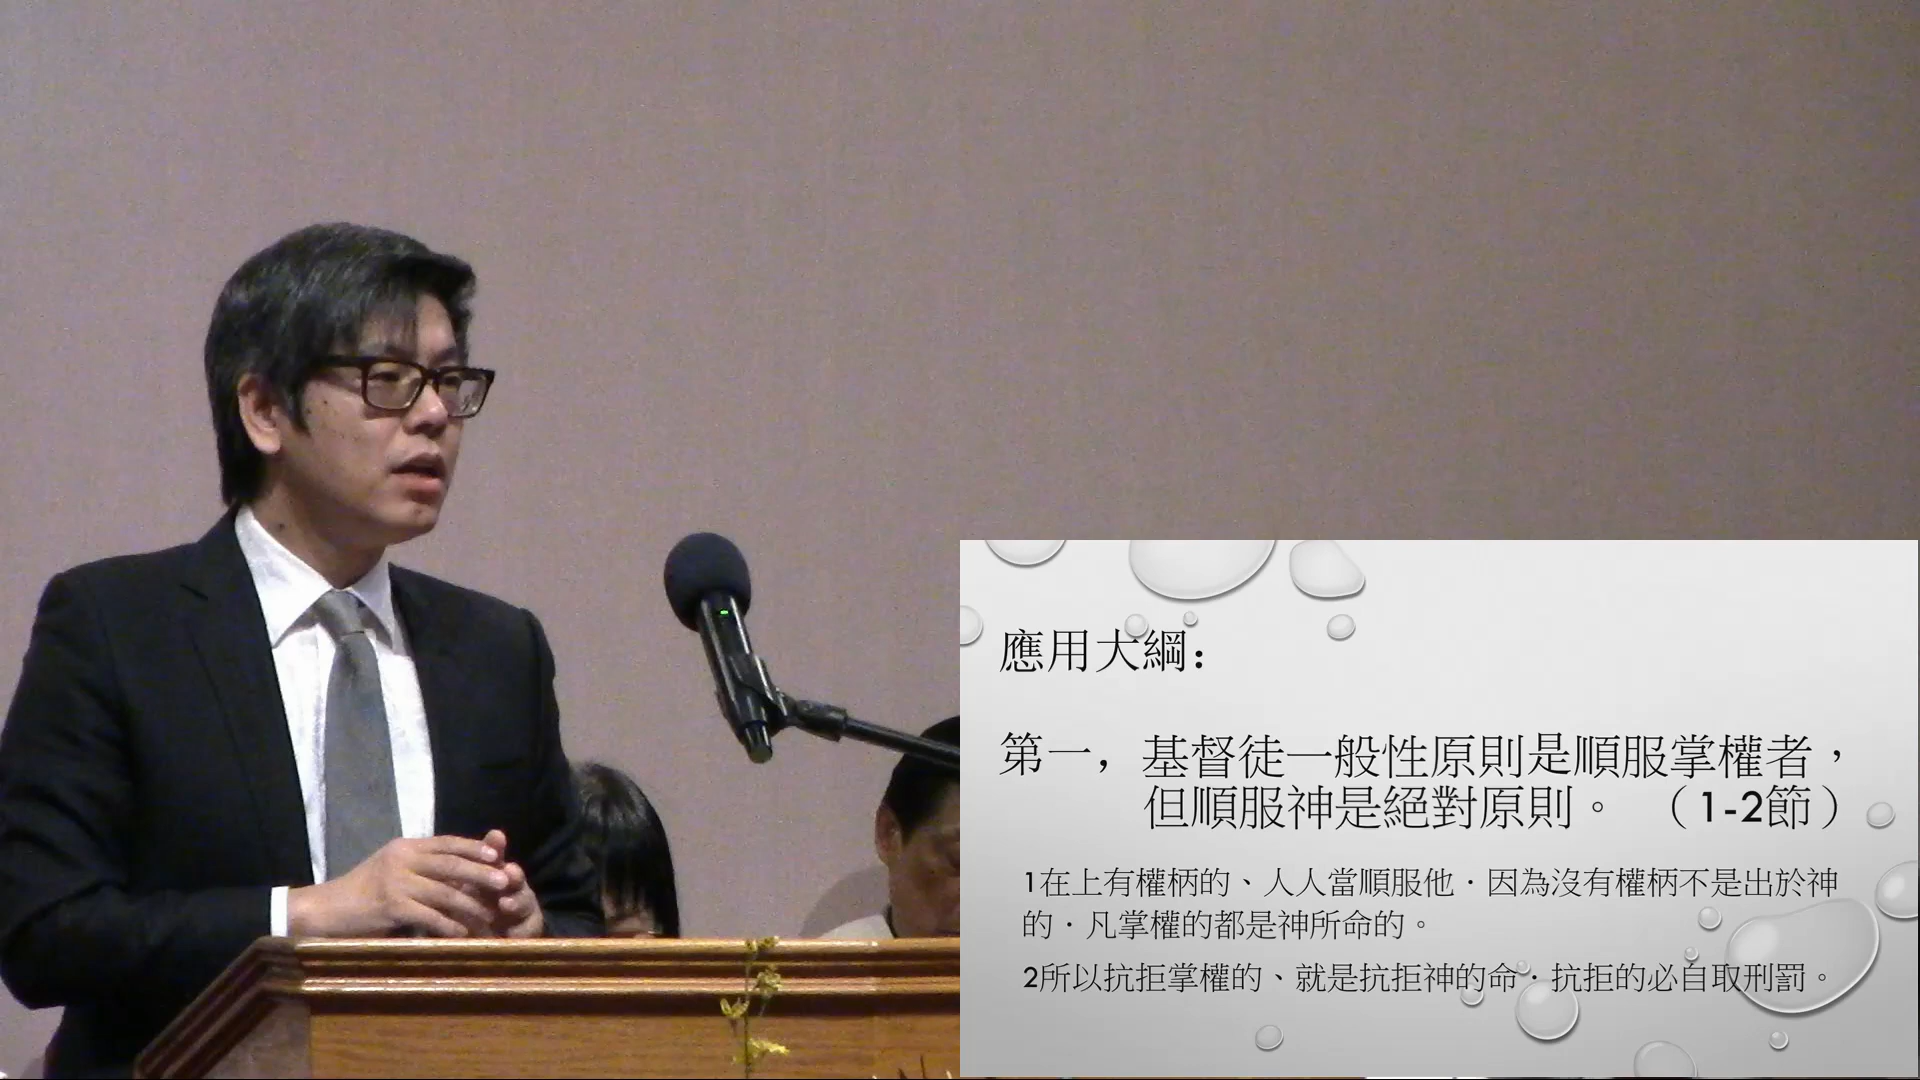 應用大綱：
第一，基督徒一般性原則是順服掌權者，
但順服神是絕對原則。 （1-2節）
1在上有權柄的、人人當順服他．因為沒有權柄不是出於神
的．凡掌權的都是神所命的。
2所以抗拒掌權的、就是抗拒神的命．抗拒的必自取刑罰。